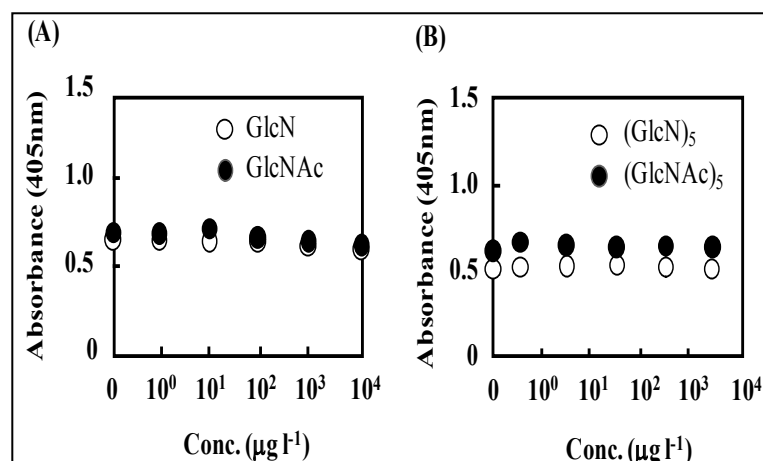 (A)
Absorbance (405nm)
1.5
1.0
0.5
0
GlcN
GlcNAc
0 10⁰ 10¹ 10² 10³ 10⁴
Conc. (μg l⁻¹)
(B)
Absorbance (405nm)
1.5
1.0
0.5
0
(GlcN)₅
(GlcNAc)₅
0 10⁰ 10¹ 10² 10³ 10⁴
Conc. (μg l⁻¹)